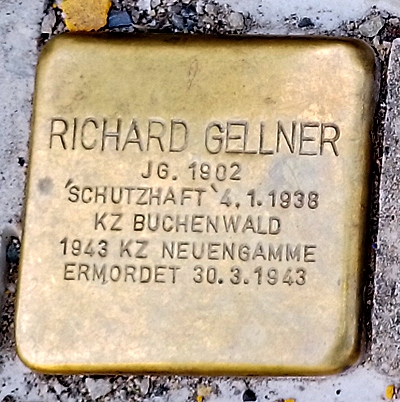 RICHARD GELLNER
JG. 1902
'SCHUTZHAFT' 4.1.1938
KZ BUCHENWALD
1943 KZ NEUENGAMME
ERMORDET 30.3.1943